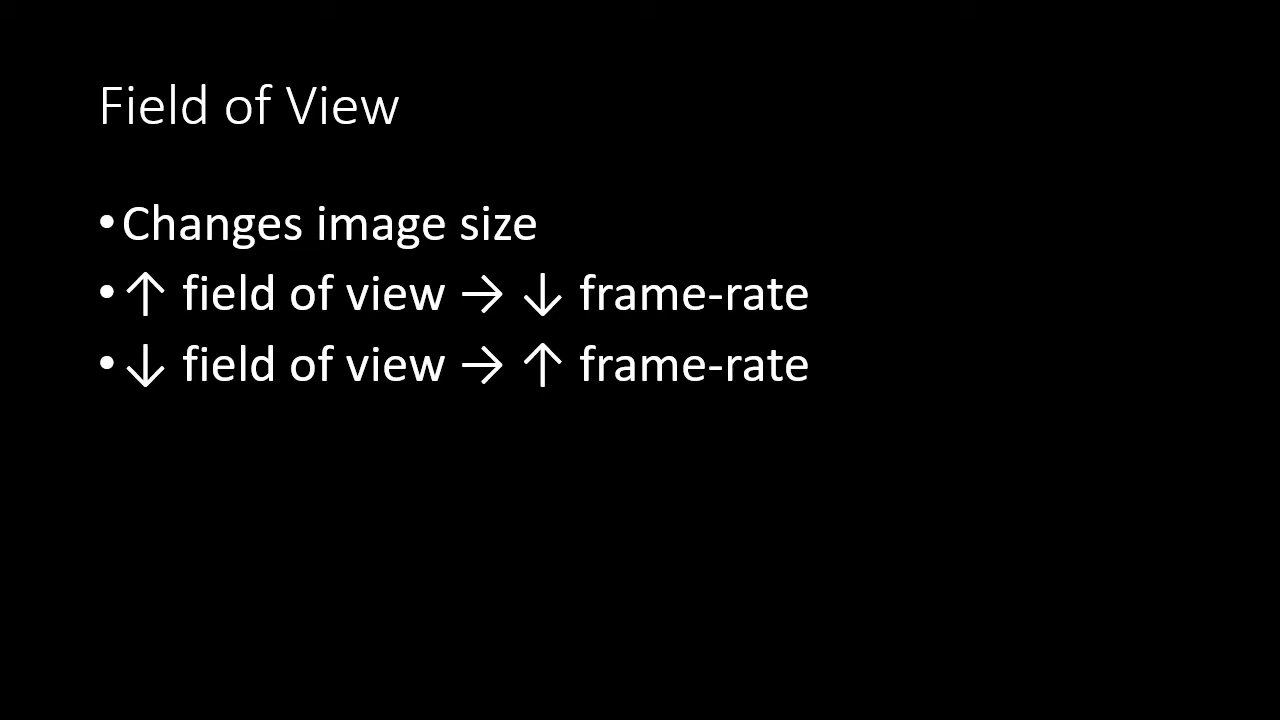 Field of View
•Changes image size
•↑ field of view → ↓ frame-rate
•↓ field of view → ↑ frame-rate